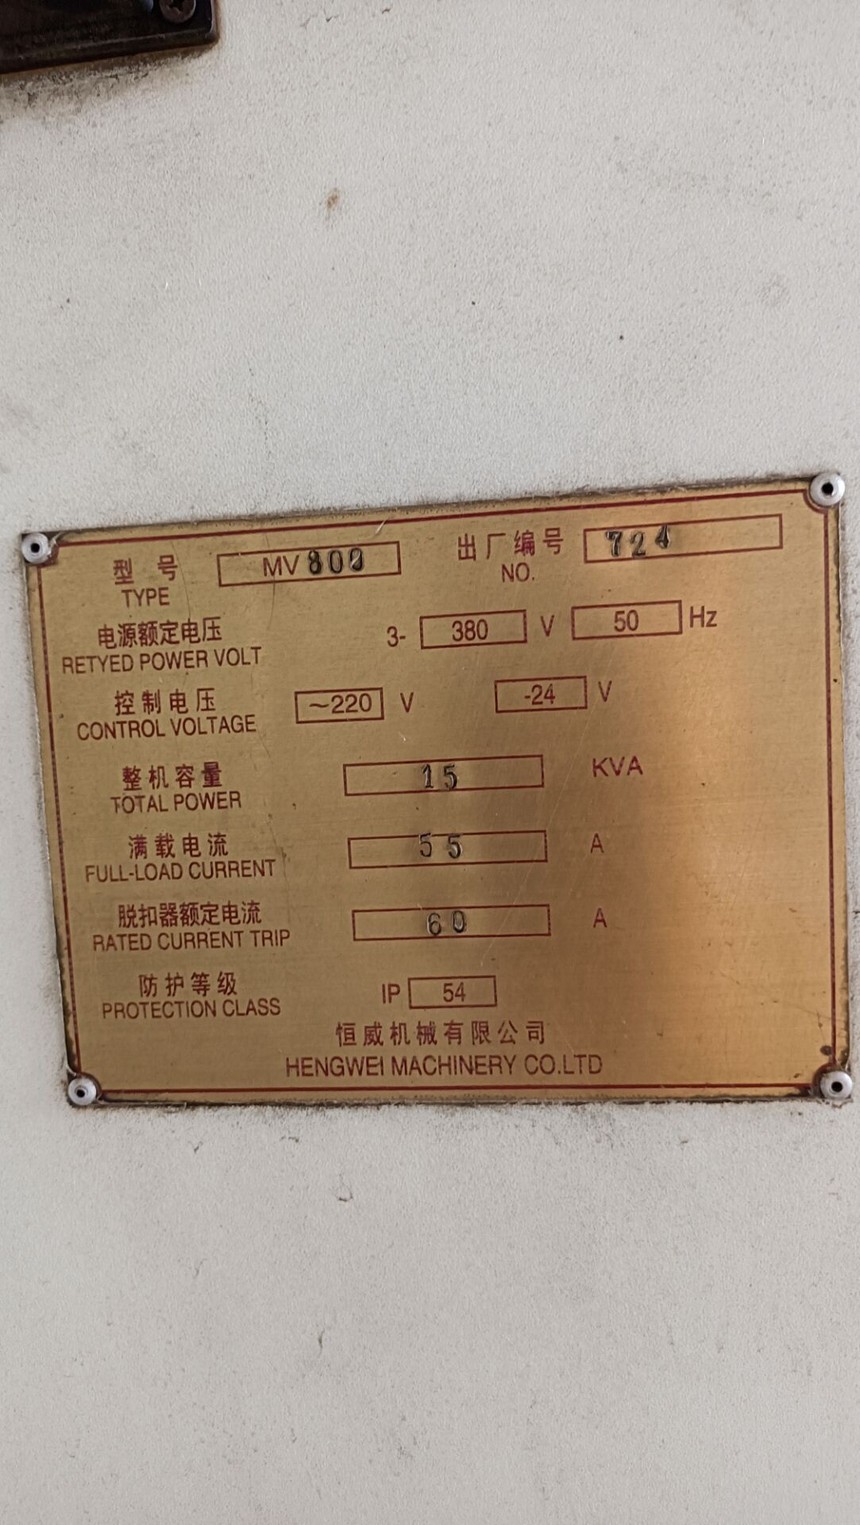 型号 MV800 出厂编号 724
TYPE NO.
电源额定电压 3- 380 V 50 Hz
RETYED POWER VOLT
控制电压 ~220 V -24 V
CONTROL VOLTAGE
整机容量 15 KVA
TOTAL POWER
满载电流 55 A
FULL-LOAD CURRENT
脱扣器额定电流 60 A
RATED CURRENT TRIP
防护等级 IP 54
PROTECTION CLASS
恒威机械有限公司
HENGWEI MACHINERY CO.LTD